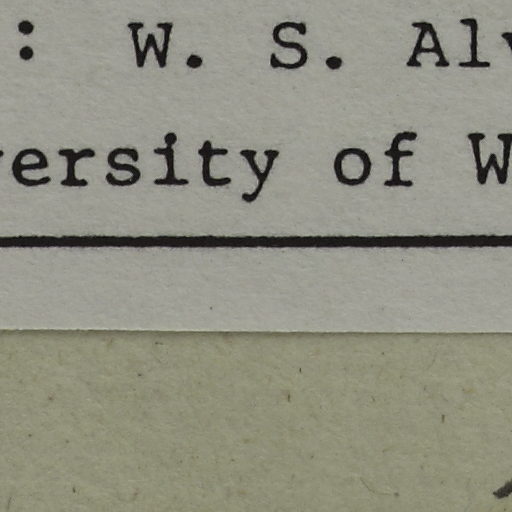 : W. S. Al
ersity of W